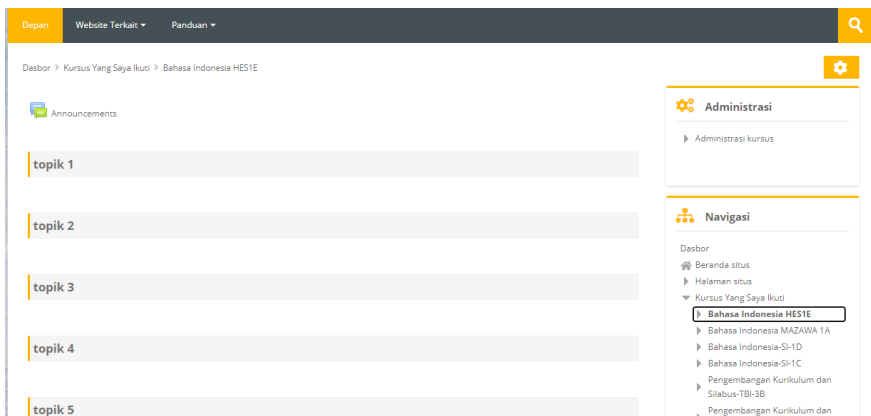 Depan Website Terkait Panduan
Dasbor > Kursus Yang Saya Ikuti > Bahasa Indonesia HES1E
Announcements
topik 1
topik 2
topik 3
topik 4
topik 5
Administrasi
Administrasi kursus
Navigasi
Dasbor
Beranda situs
Halaman situs
Kursus Yang Saya Ikuti
Bahasa Indonesia HES1E
Bahasa Indonesia MAZAWA 1A
Bahasa Indonesia-SI-1D
Bahasa Indonesia-SI-1C
Pengembangan Kurikulum dan
Silabus-TBI-3B
Pengembangan Kurikulum dan